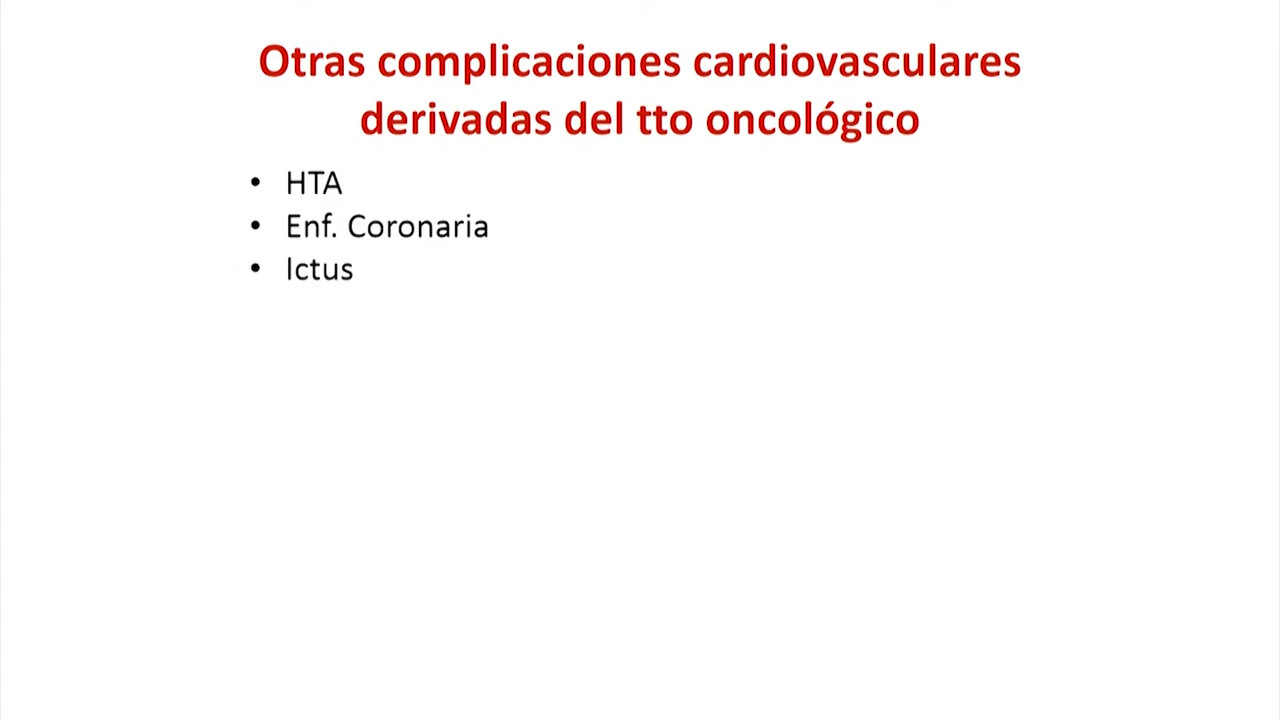 Otras complicaciones cardiovasculares
derivadas del tto oncológico
• HTA
• Enf. Coronaria
• Ictus